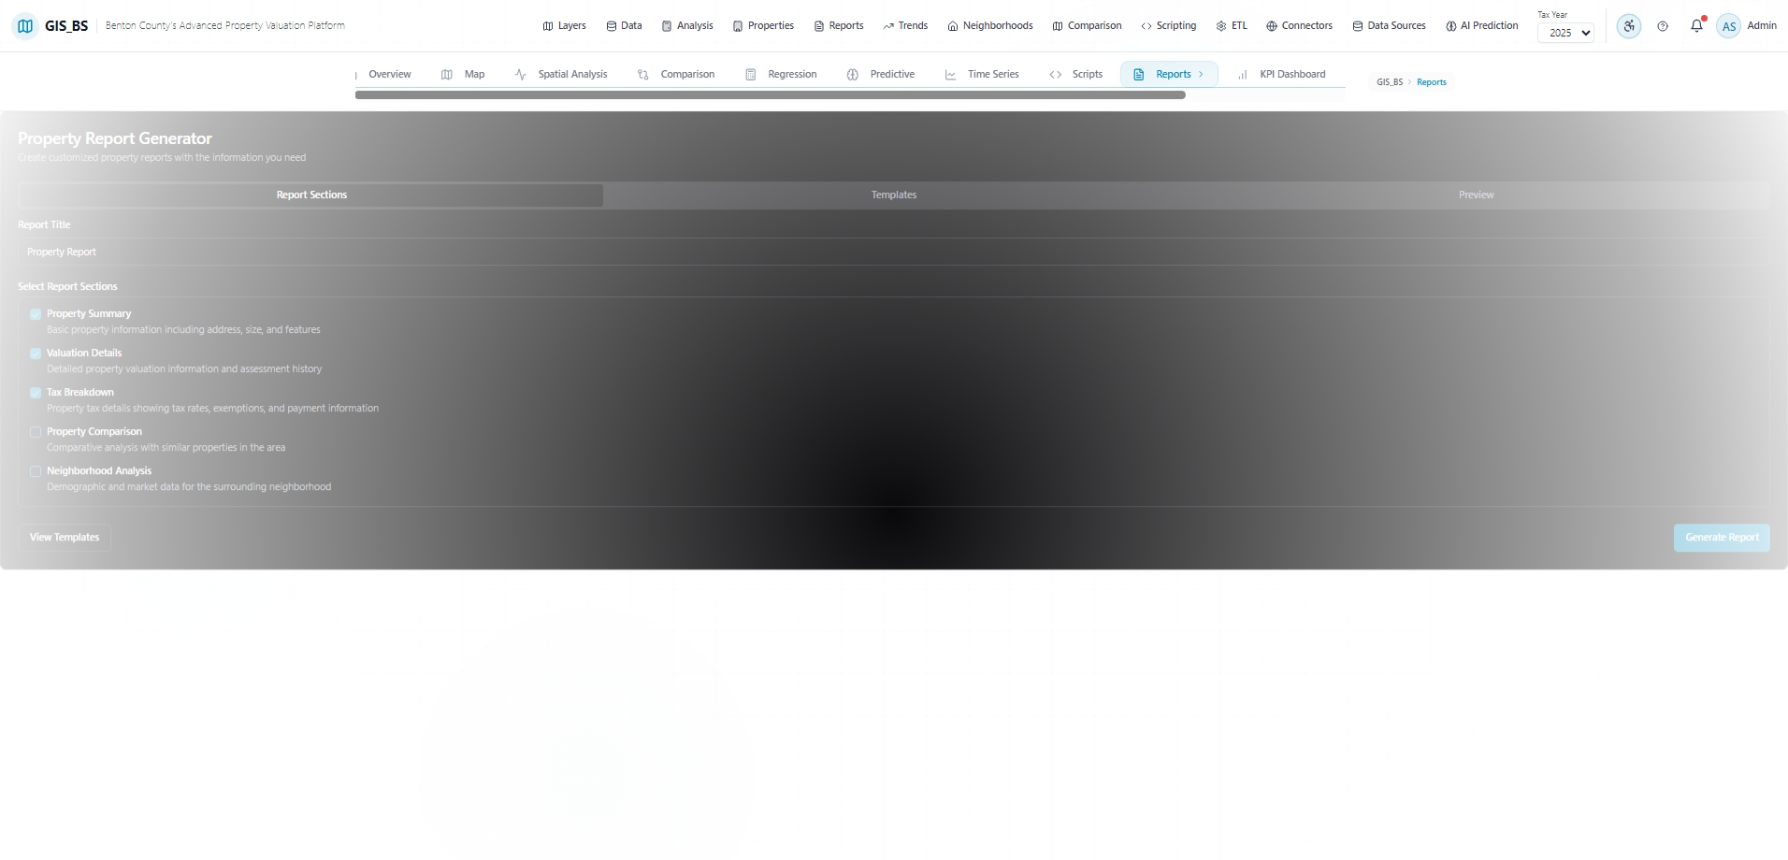 GIS_BS Benton County's Advanced Property Valuation Platform Layers Data Analysis Properties Reports Trends Neighborhoods Comparison Scripting ETL Connectors Data Sources AI Prediction Tax Year 2025 AS Admin
Overview Map Spatial Analysis Comparison Regression Predictive Time Series Scripts Reports KPI Dashboard GIS_BS > Reports
Property Report Generator
Create customized property reports with the information you need
Report Sections Templates Preview
Report Title
Property Report
Select Report Sections
Property Summary
Basic property information including address, size, and features
Valuation Details
Detailed property valuation information and assessment history
Tax Breakdown
Property tax details showing tax rates, exemptions, and payment information
Property Comparison
Comparative analysis with similar properties in the area
Neighborhood Analysis
Demographic and market data for the surrounding neighborhood
View Templates Generate Report